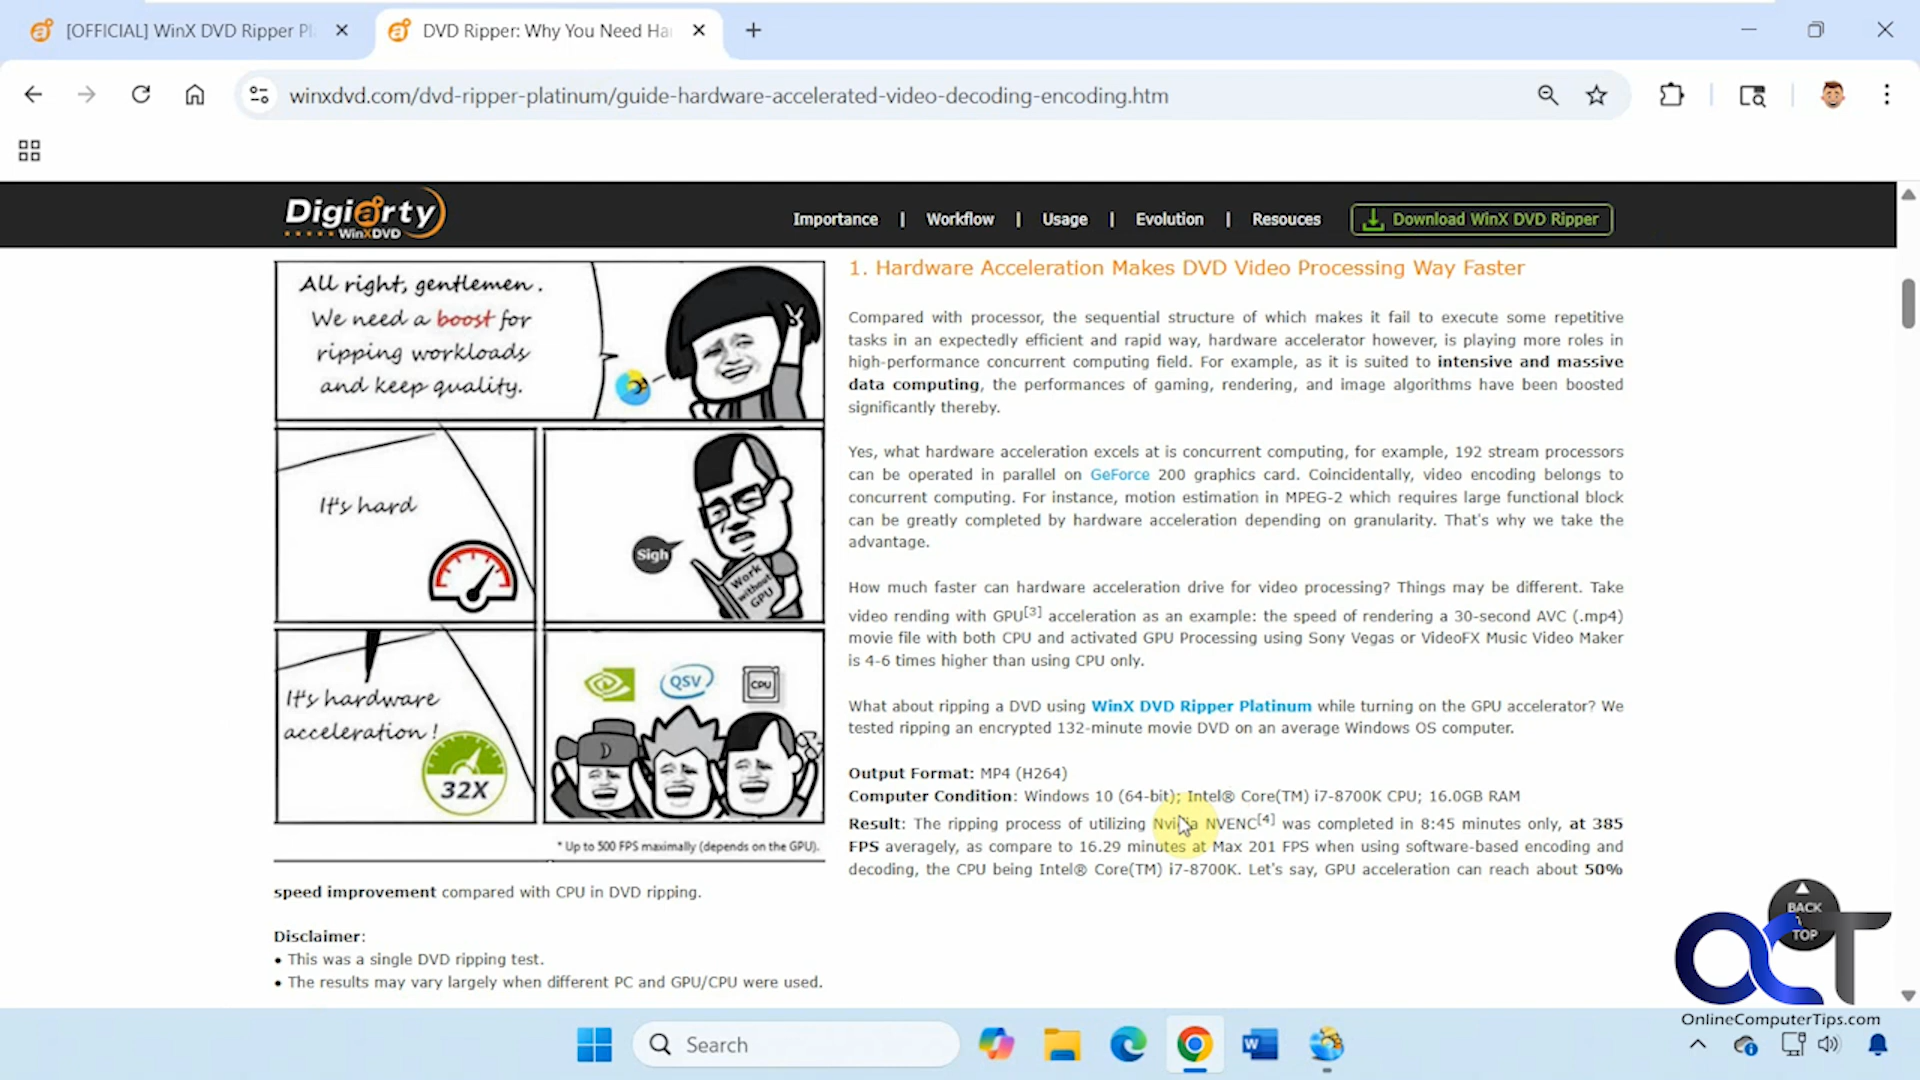 [OFFICIAL] WinX DVD Ripper Pl
DVD Ripper: Why You Need Ha
winxdvd.com/dvd-ripper-platinum/guide-hardware-accelerated-video-decoding-encoding.htm
Digiarty
WinXDVD
Importance | Workflow | Usage | Evolution | Resouces
Download WinX DVD Ripper
All right, gentlemen.
We need a boost for
ripping workloads
and keep quality.
It's hard
Sigh
Work
without
GPU
It's hardware
acceleration!
32X
QSV
CPU
* Up to 500 FPS maximally (depends on the GPU).
1. Hardware Acceleration Makes DVD Video Processing Way Faster
Compared with processor, the sequential structure of which makes it fail to execute some repetitive
tasks in an expectedly efficient and rapid way, hardware accelerator however, is playing more roles in
high-performance concurrent computing field. For example, as it is suited to intensive and massive
data computing, the performances of gaming, rendering, and image algorithms have been boosted
significantly thereby.
Yes, what hardware acceleration excels at is concurrent computing, for example, 192 stream processors
can be operated in parallel on GeForce 200 graphics card. Coincidentally, video encoding belongs to
concurrent computing. For instance, motion estimation in MPEG-2 which requires large functional block
can be greatly completed by hardware acceleration depending on granularity. That's why we take the
advantage.
How much faster can hardware acceleration drive for video processing? Things may be different. Take
video rending with GPU[3] acceleration as an example: the speed of rendering a 30-second AVC (.mp4)
movie file with both CPU and activated GPU Processing using Sony Vegas or VideoFX Music Video Maker
is 4-6 times higher than using CPU only.
What about ripping a DVD using WinX DVD Ripper Platinum while turning on the GPU accelerator? We
tested ripping an encrypted 132-minute movie DVD on an average Windows OS computer.
Output Format: MP4 (H264)
Computer Condition: Windows 10 (64-bit); Intel® Core(TM) i7-8700K CPU; 16.0GB RAM
Result: The ripping process of utilizing Nvidia NVENC[4] was completed in 8:45 minutes only, at 385
FPS averagely, as compare to 16.29 minutes at Max 201 FPS when using software-based encoding and
decoding, the CPU being Intel® Core(TM) i7-8700K. Let's say, GPU acceleration can reach about 50%
speed improvement compared with CPU in DVD ripping.
Disclaimer:
• This was a single DVD ripping test.
• The results may vary largely when different PC and GPU/CPU were used.
BACK
TOP
OCT
OnlineComputerTips.com
Search